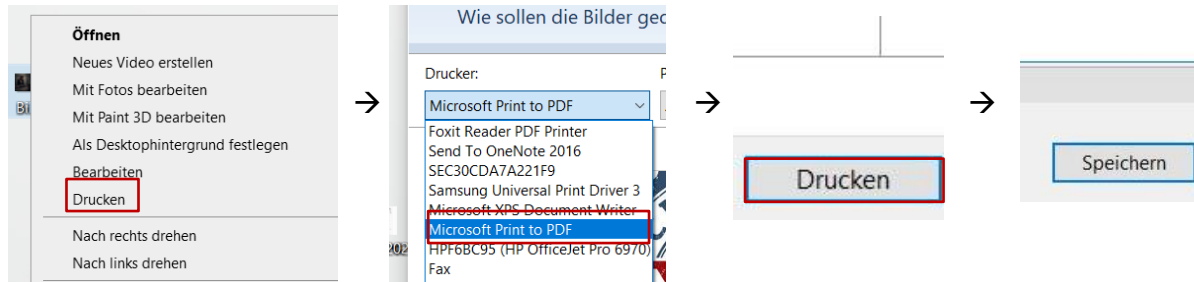 Öffnen
Neues Video erstellen
Mit Fotos bearbeiten
Mit Paint 3D bearbeiten
Als Desktophintergrund festlegen
Bearbeiten
Drucken
Nach rechts drehen
Nach links drehen
Bi
→
Wie sollen die Bilder ged
Drucker:
P
Microsoft Print to PDF
Foxit Reader PDF Printer
Send To OneNote 2016
SEC30CDA7A221F9
Samsung Universal Print Driver 3
Microsoft XPS Document Writer
Microsoft Print to PDF
HPF6BC95 (HP OfficeJet Pro 6970)
Fax
202
→
Drucken
→
Speichern